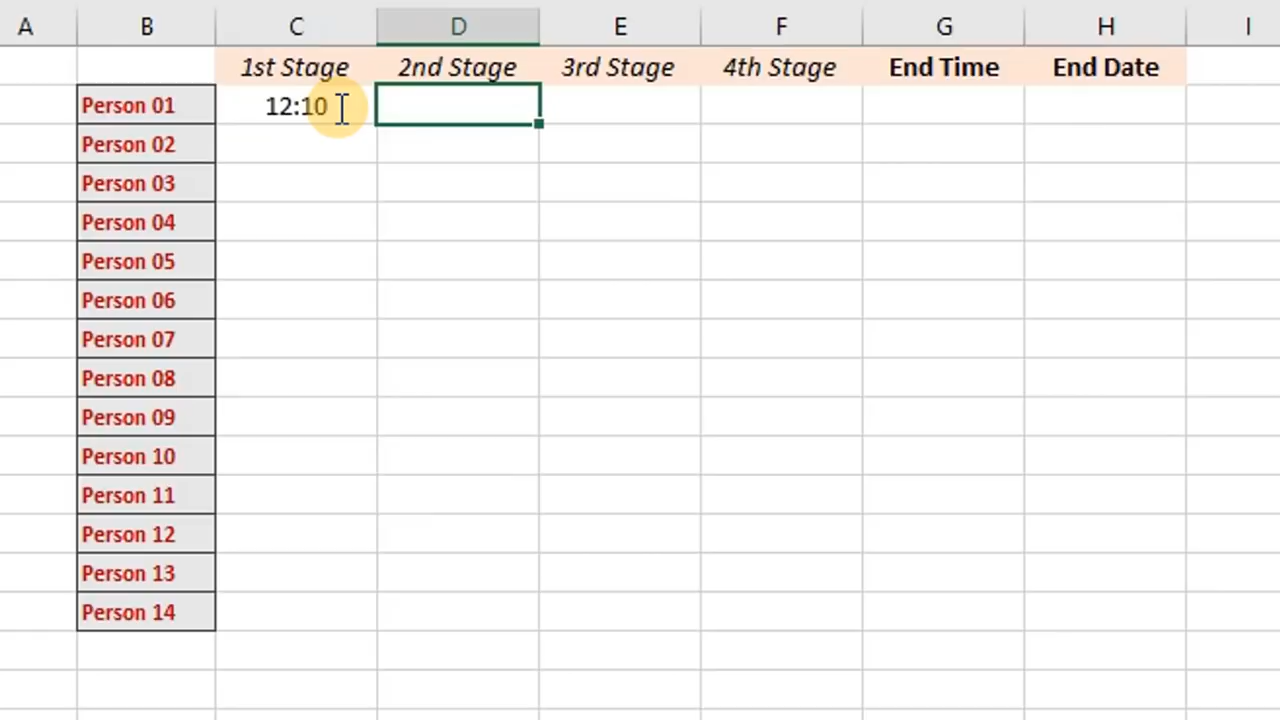 A B C D E F G H I
1st Stage 2nd Stage 3rd Stage 4th Stage End Time End Date
Person 01 12:10
Person 02
Person 03
Person 04
Person 05
Person 06
Person 07
Person 08
Person 09
Person 10
Person 11
Person 12
Person 13
Person 14